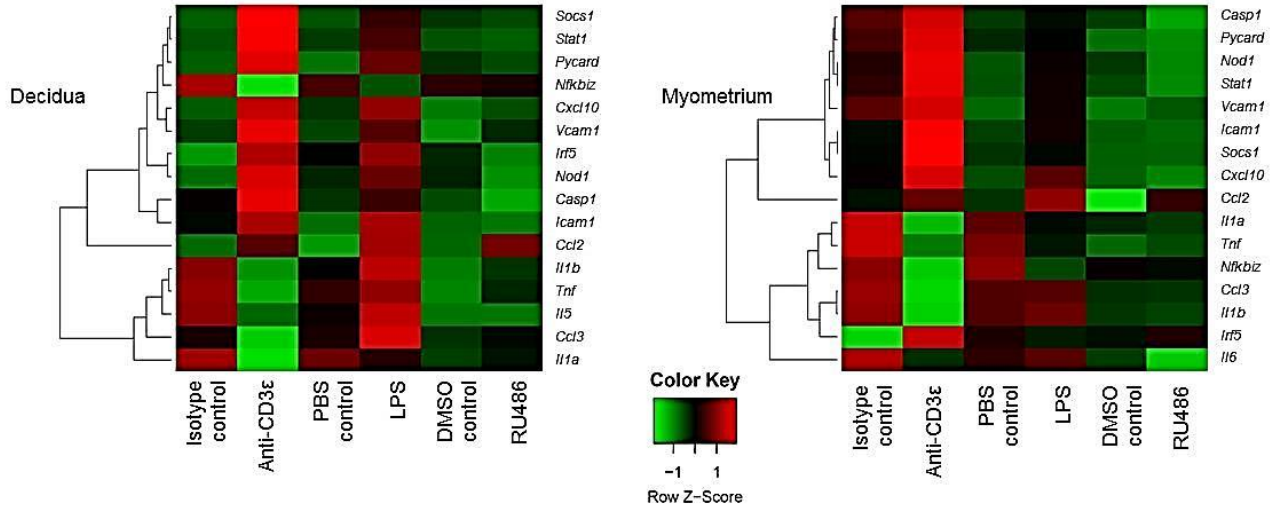 Decidua
Socs1
Stat1
Pycard
Nfkbiz
Cxcl10
Vcam1
Irf5
Nod1
Casp1
Icam1
Ccl2
Il1b
Tnf
Il5
Ccl3
Il1a
Isotype control
Anti-CD3ε
PBS control
LPS
DMSO control
RU486
Color Key
−1 1
Row Z−Score
Myometrium
Casp1
Pycard
Nod1
Stat1
Vcam1
Icam1
Socs1
Cxcl10
Ccl2
Il1a
Tnf
Nfkbiz
Ccl3
Il1b
Irf5
Il6
Isotype control
Anti-CD3ε
PBS control
LPS
DMSO control
RU486